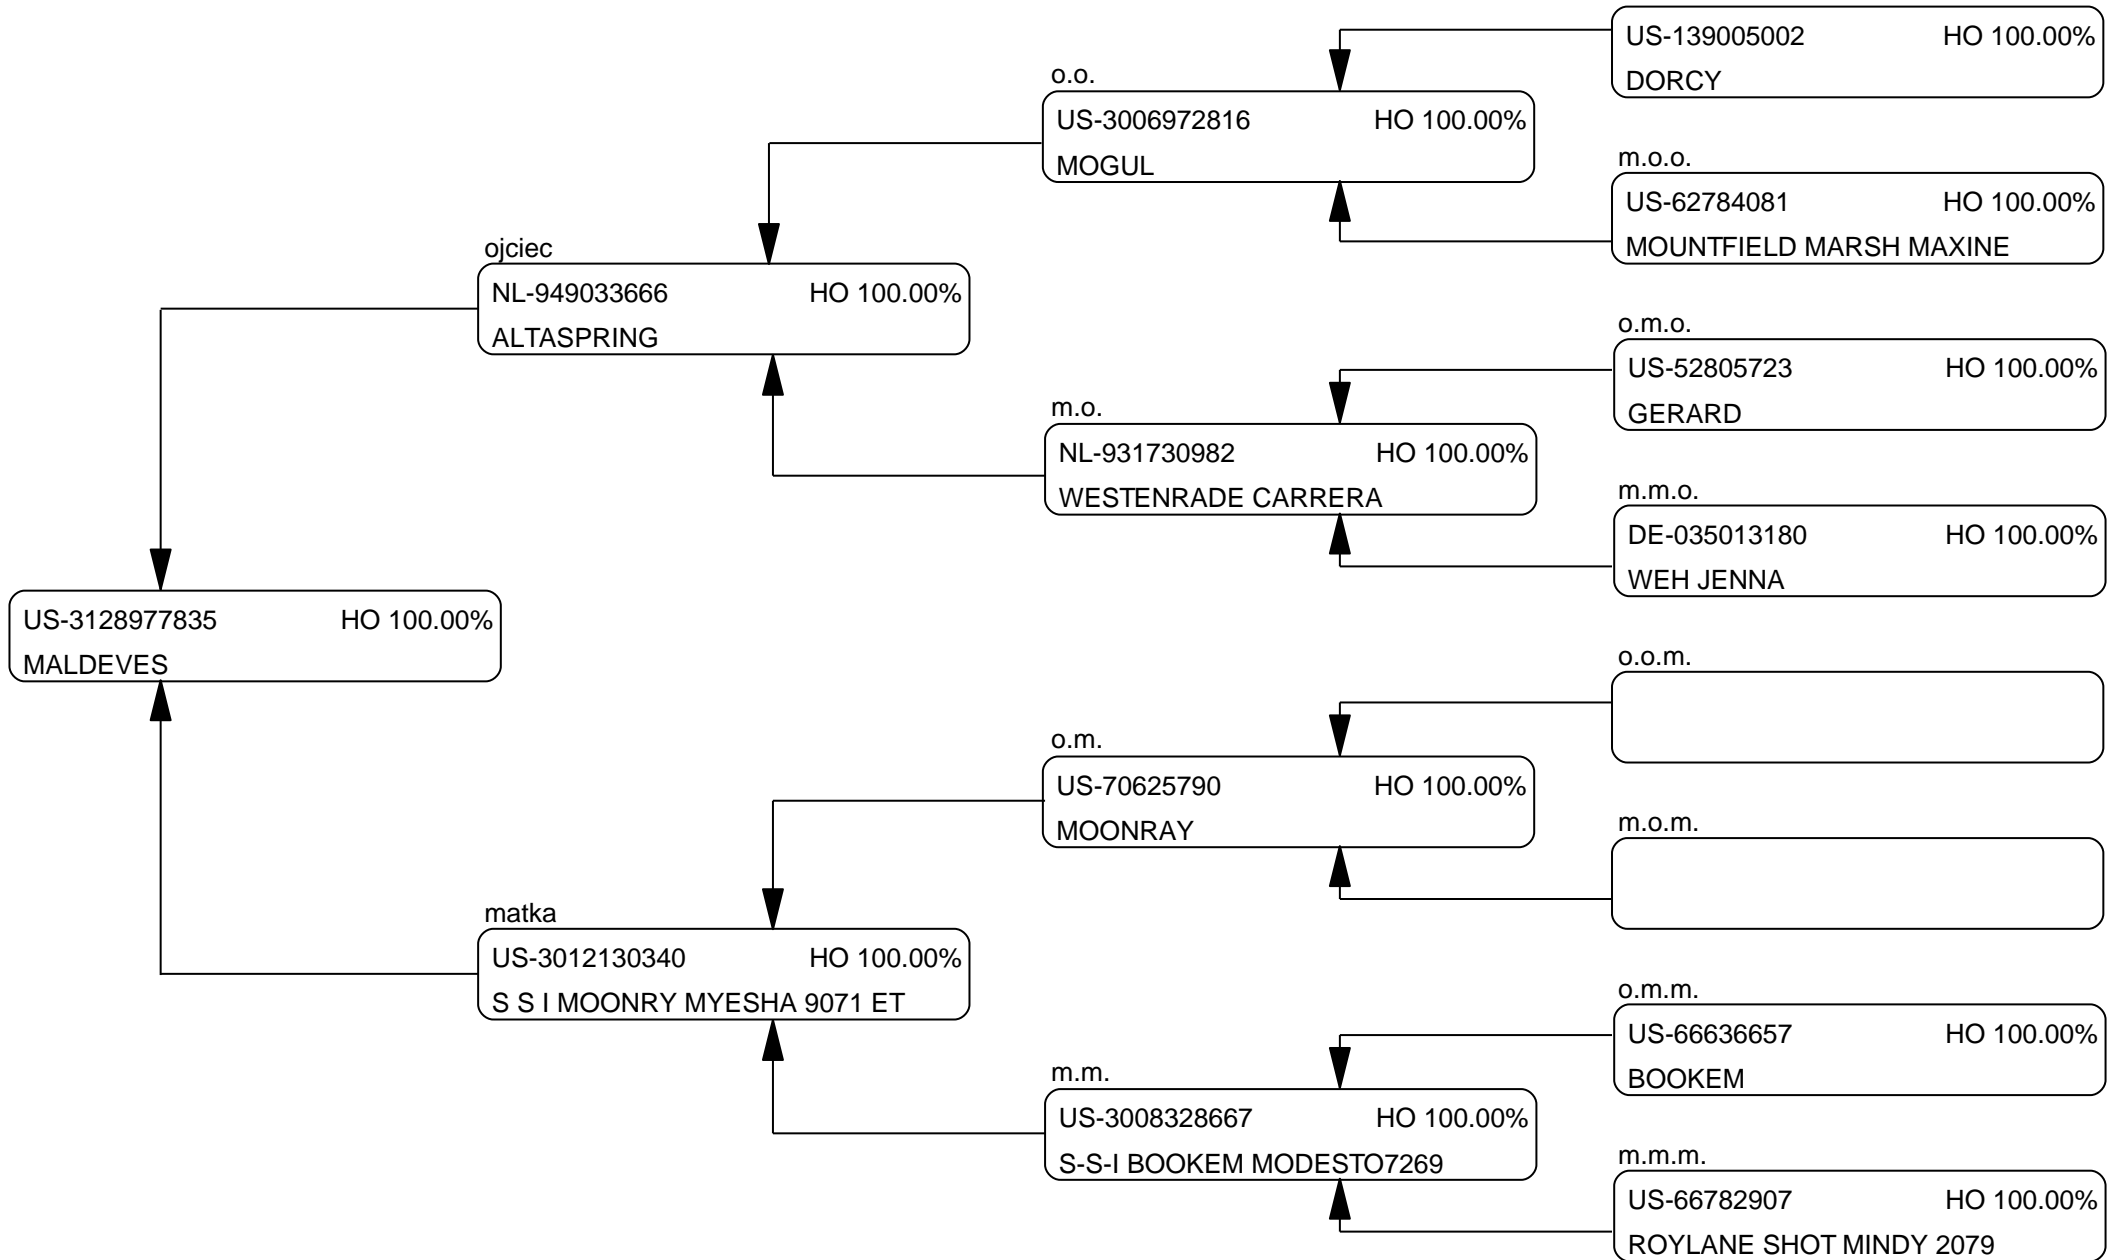 US-139005002 HO 100.00%
DORCY
o.o.
US-3006972816 HO 100.00%
MOGUL
m.o.o.
US-62784081 HO 100.00%
MOUNTFIELD MARSH MAXINE
ojciec
NL-949033666 HO 100.00%
ALTASPRING
o.m.o.
US-52805723 HO 100.00%
GERARD
m.o.
NL-931730982 HO 100.00%
WESTENRADE CARRERA
m.m.o.
DE-035013180 HO 100.00%
WEH JENNA
US-3128977835 HO 100.00%
MALDEVES
o.o.m.
o.m.
US-70625790 HO 100.00%
MOONRAY
m.o.m.
matka
US-3012130340 HO 100.00%
S S I MOONRY MYESHA 9071 ET
o.m.m.
US-66636657 HO 100.00%
BOOKEM
m.m.
US-3008328667 HO 100.00%
S-S-I BOOKEM MODESTO7269
m.m.m.
US-66782907 HO 100.00%
ROYLANE SHOT MINDY 2079